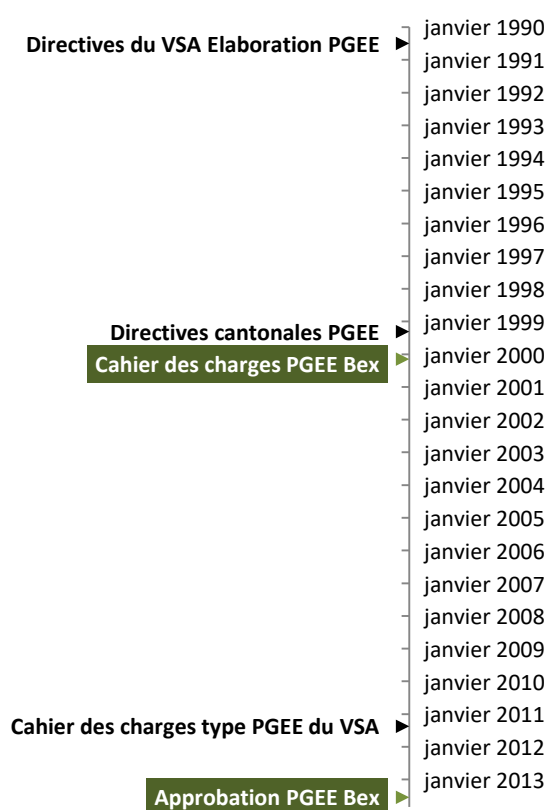 janvier 1990
Directives du VSA Elaboration PGEE
janvier 1991
janvier 1992
janvier 1993
janvier 1994
janvier 1995
janvier 1996
janvier 1997
janvier 1998
janvier 1999
Directives cantonales PGEE
janvier 2000
Cahier des charges PGEE Bex
janvier 2001
janvier 2002
janvier 2003
janvier 2004
janvier 2005
janvier 2006
janvier 2007
janvier 2008
janvier 2009
janvier 2010
janvier 2011
Cahier des charges type PGEE du VSA
janvier 2012
janvier 2013
Approbation PGEE Bex